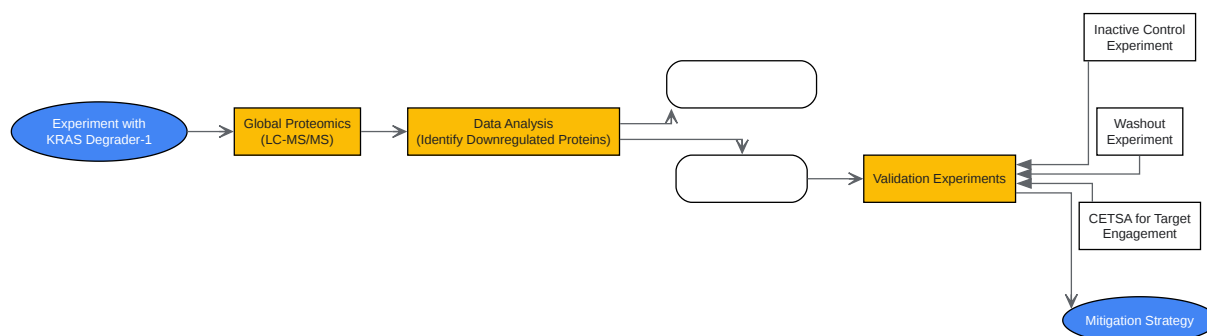 Experiment with
KRAS Degrader-1
Global Proteomics
(LC-MS/MS)
Data Analysis
(Identify Downregulated Proteins)
Validation Experiments
Inactive Control
Experiment
Washout
Experiment
CETSA for Target
Engagement
Mitigation Strategy